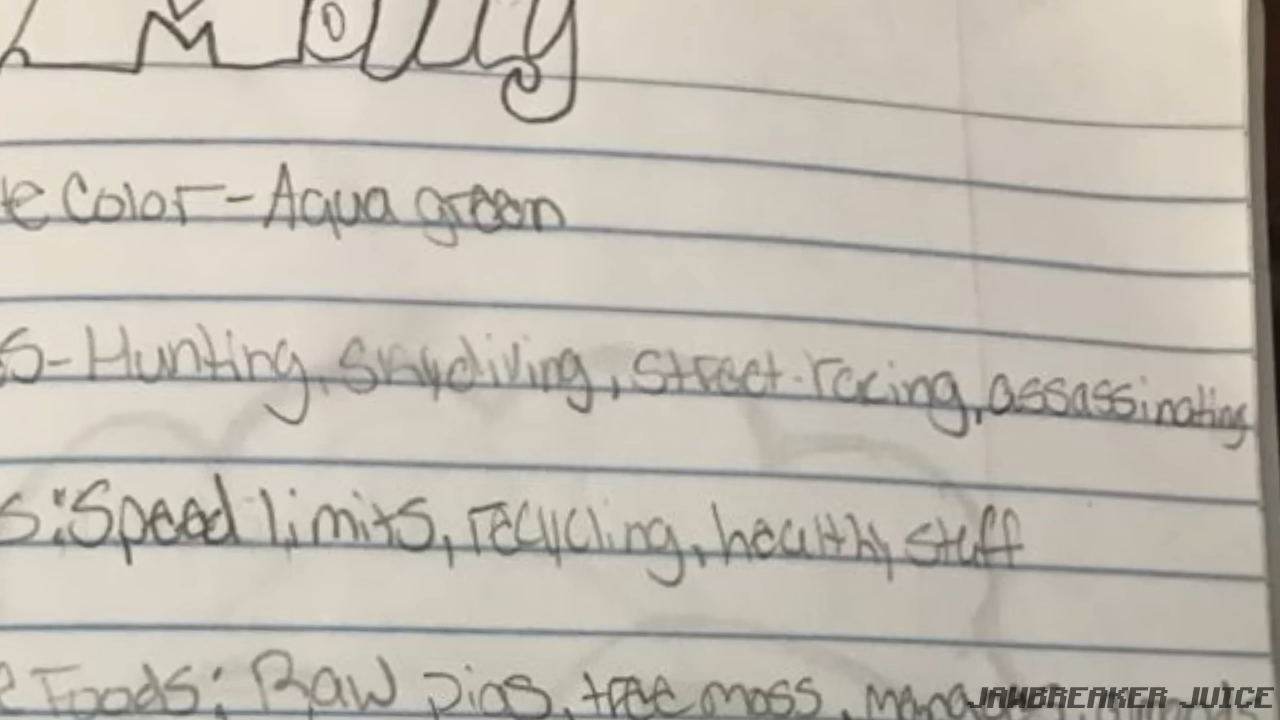 Molly
e Color - Aqua green
s - Hunting, skydiving, street-racing, assassinating
s: Speed limits, recycling, healthy stuff
e Foods: Raw pigs, tree moss,
JAWBREAKER JUICE